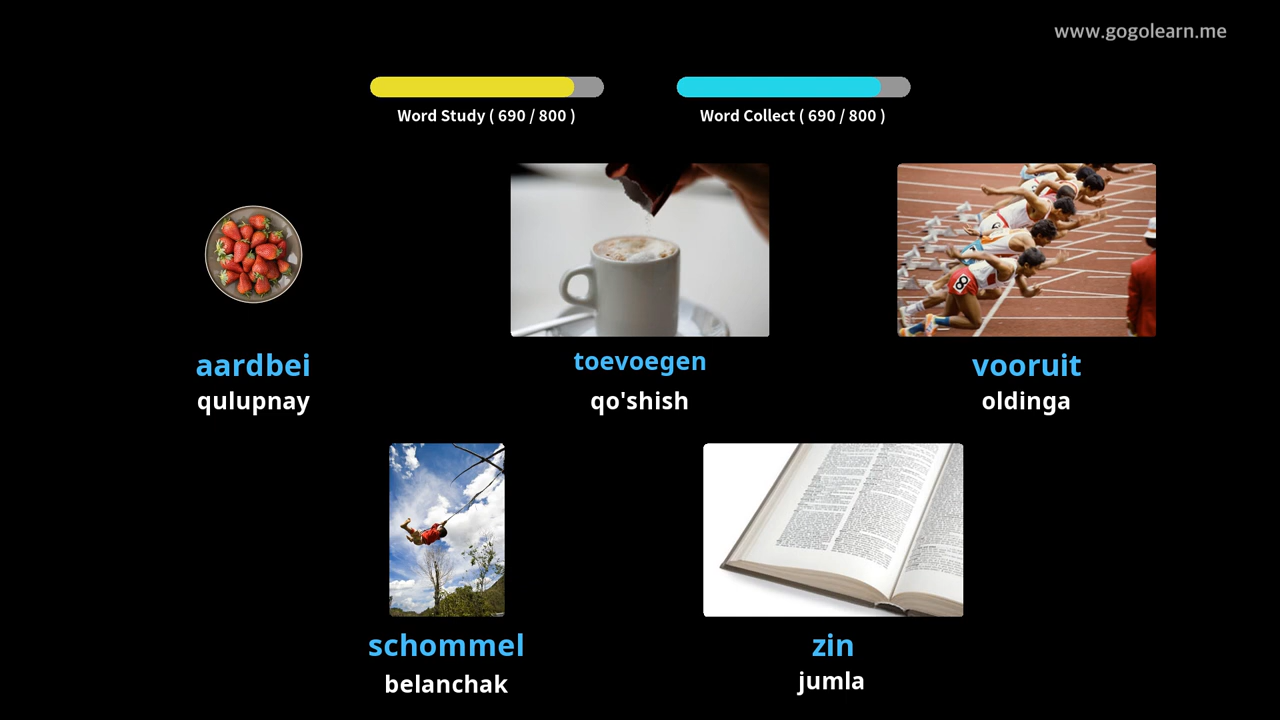 www.gogolearn.me
Word Study ( 690 / 800 )
Word Collect ( 690 / 800 )
aardbei
qulupnay
toevoegen
qo'shish
vooruit
oldinga
schommel
belanchak
zin
jumla